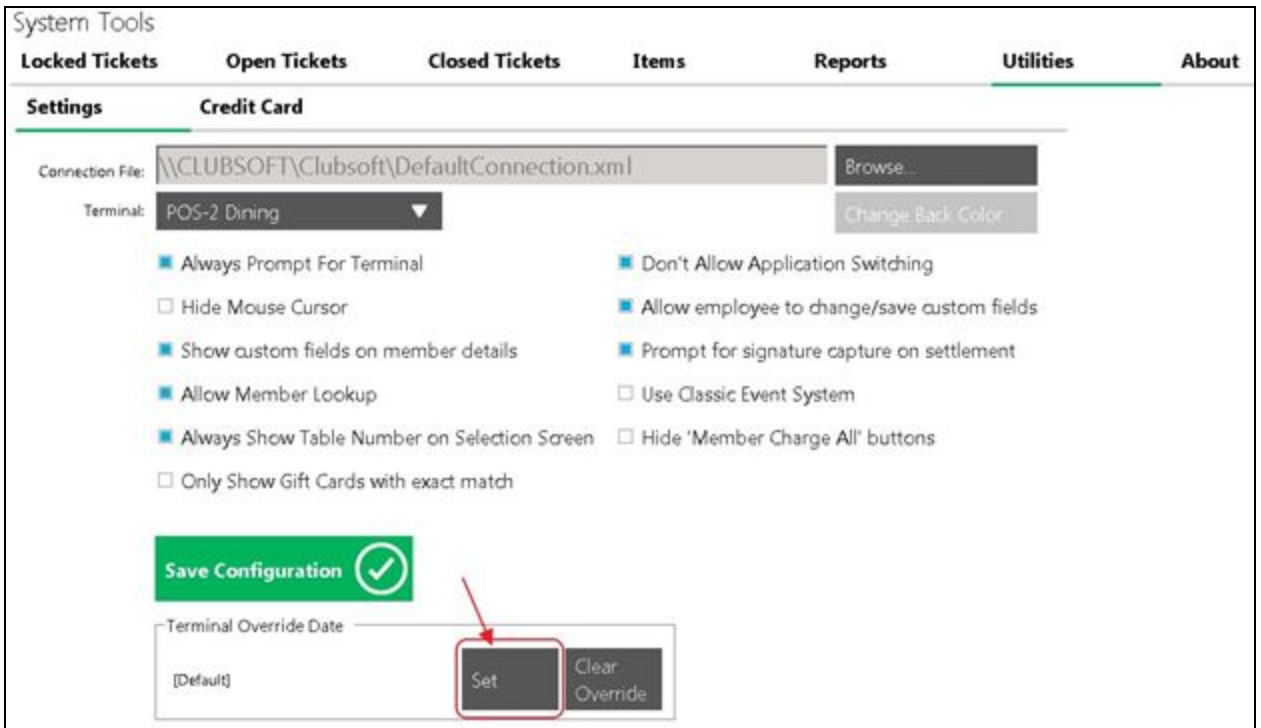 System Tools
Locked Tickets Open Tickets Closed Tickets Items Reports Utilities About
Settings Credit Card
Connection File: \\CLUBSOFT\Clubsoft\DefaultConnection.xml Browse...
Terminal: POS-2 Dining Change Back Color
Always Prompt For Terminal Don't Allow Application Switching
Hide Mouse Cursor Allow employee to change/save custom fields
Show custom fields on member details Prompt for signature capture on settlement
Allow Member Lookup Use Classic Event System
Always Show Table Number on Selection Screen Hide 'Member Charge All' buttons
Only Show Gift Cards with exact match
Save Configuration
Terminal Override Date
[Default] Set Clear
Override